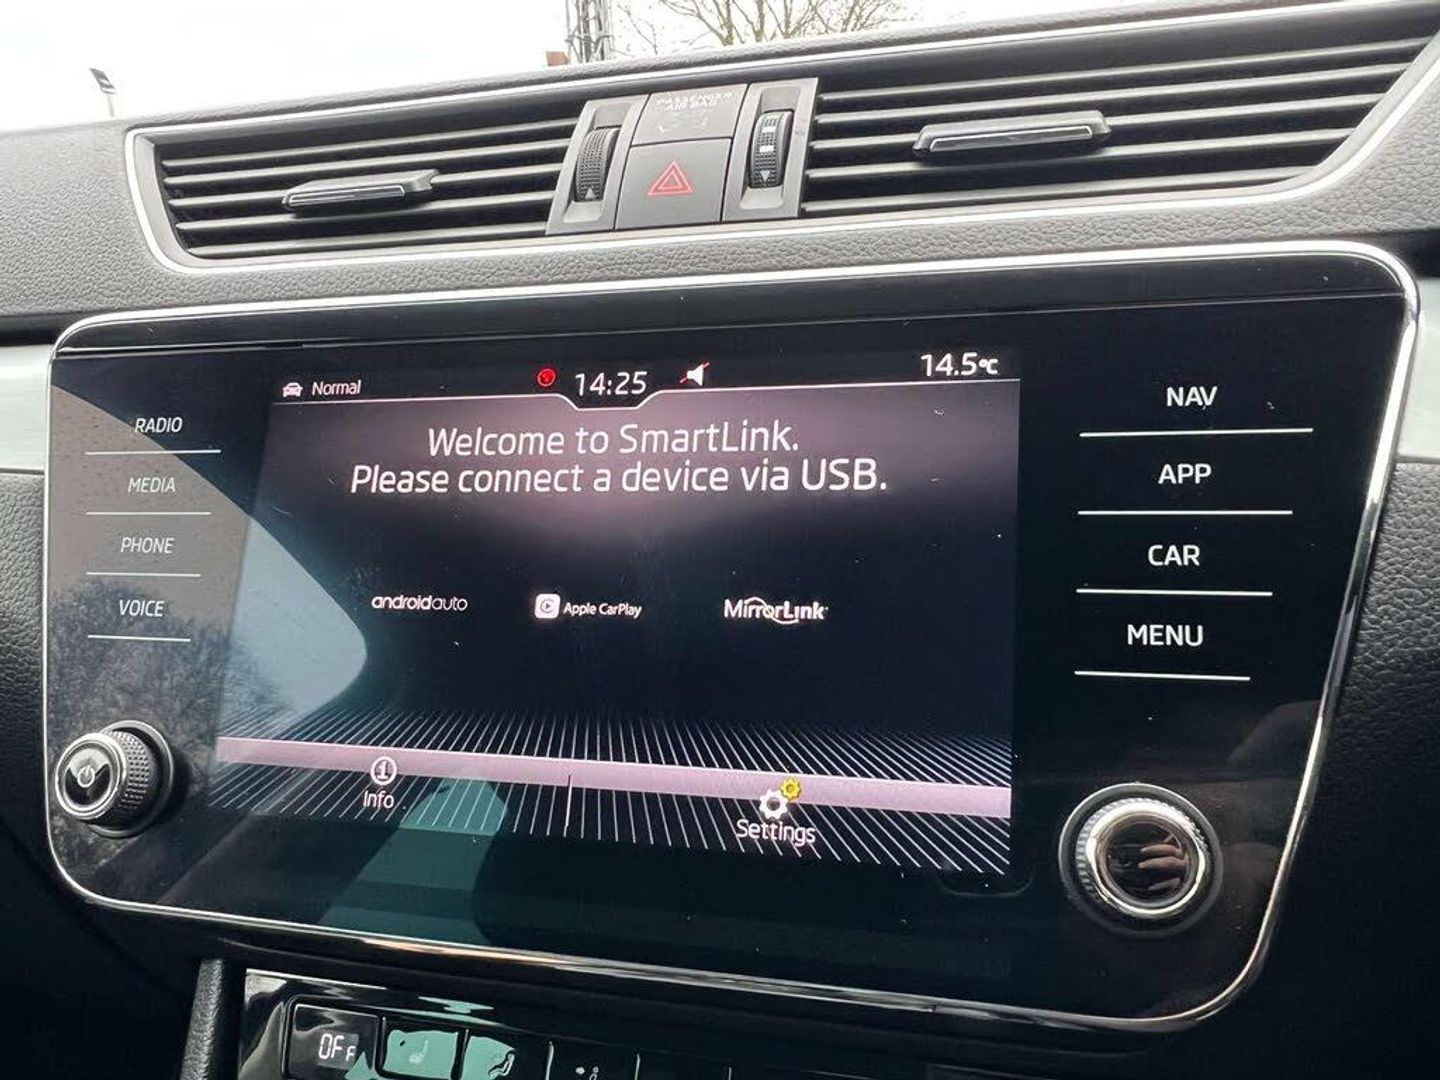 PASSENGER
AIR BAG
Normal
14:25
14.5°C
RADIO
MEDIA
PHONE
VOICE
Welcome to SmartLink.
Please connect a device via USB.
androidauto
Apple CarPlay
MirrorLink
Info
Settings
NAV
APP
CAR
MENU
OFF